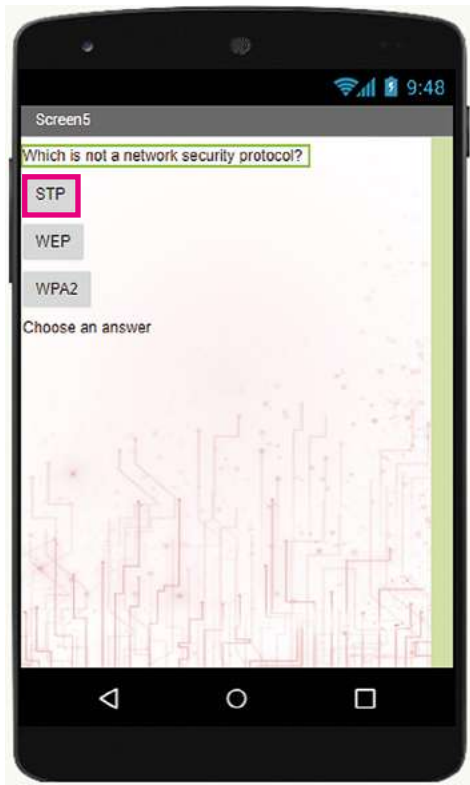 9:48
Screen5
Which is not a network security protocol?
STP
WEP
WPA2
Choose an answer